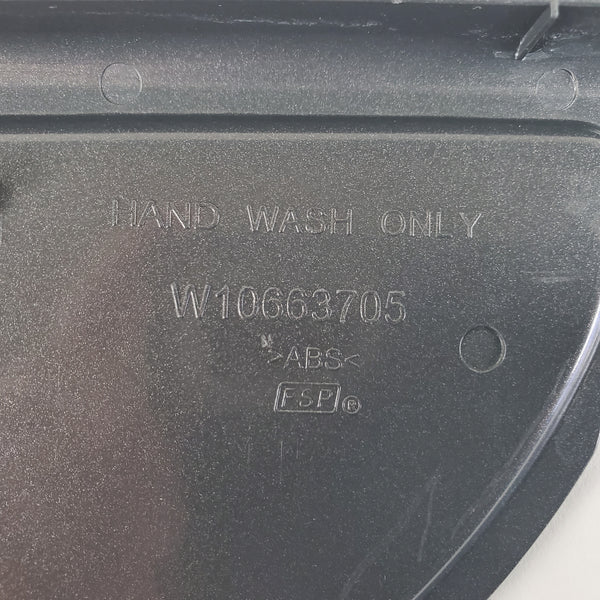 HAND WASH ONLY
W10663705
>ABS<
FSP®